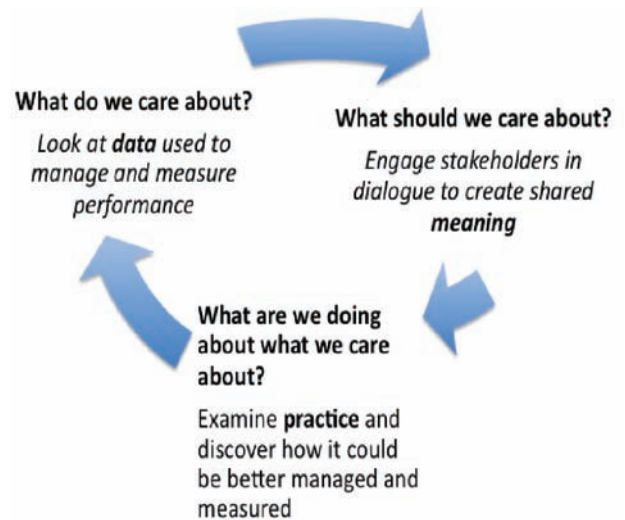 What do we care about?
Look at data used to
manage and measure
performance
What should we care about?
Engage stakeholders in
dialogue to create shared
meaning
What are we doing
about what we care
about?
Examine practice and
discover how it could
be better managed and
measured